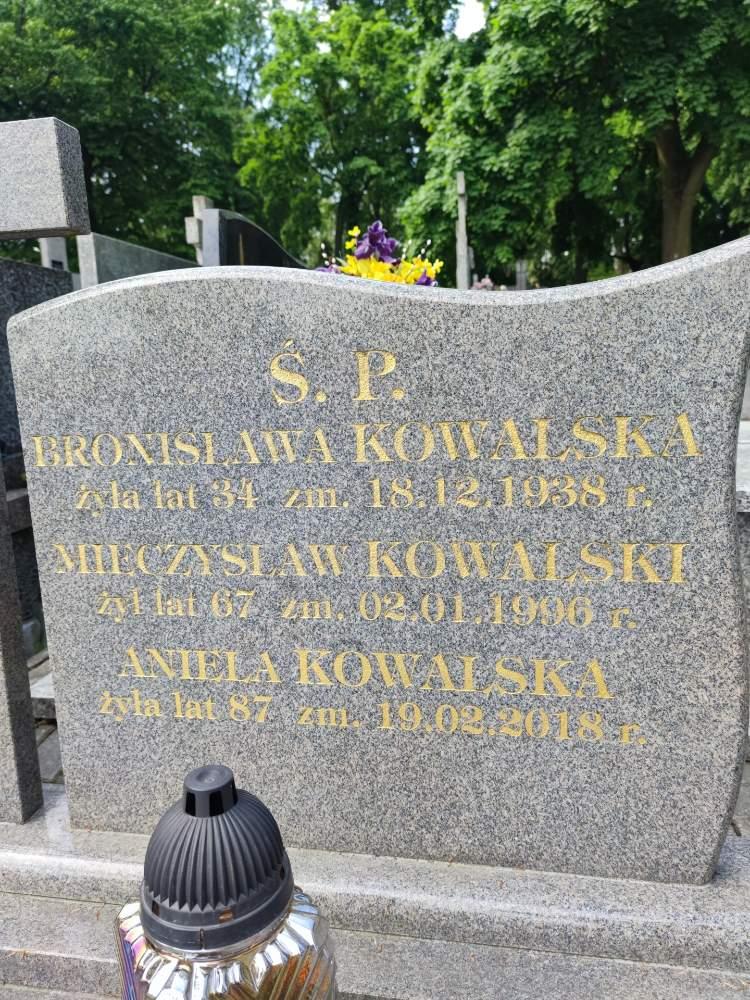 Ś. P.
BRONISŁAWA KOWALSKA
żyła lat 34 zm. 18.12.1938 r.
MIECZYSŁAW KOWALSKI
żył lat 67 zm. 02.01.1996 r.
ANIELA KOWALSKA
żyła lat 87 zm. 19.02.2018 r.